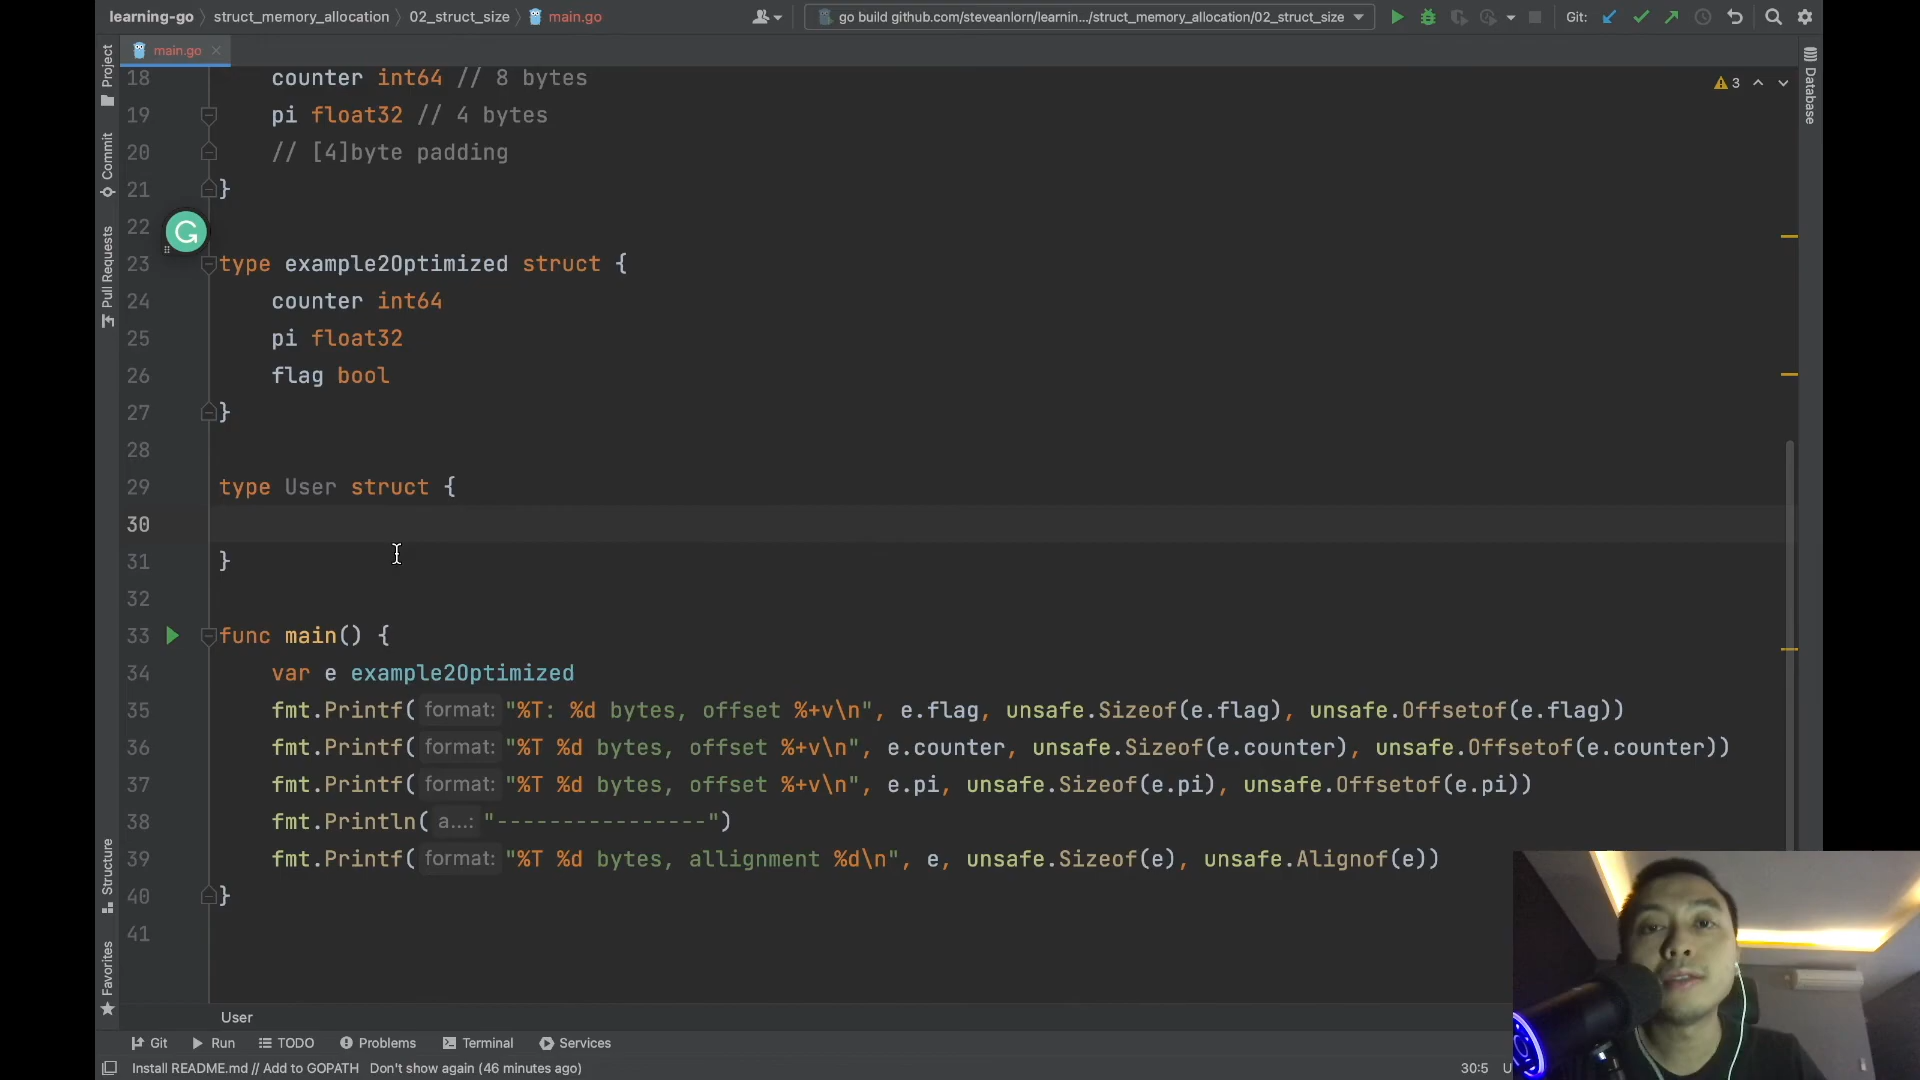 learning-go 〉 struct_memory_allocation 〉 02_struct_size 〉 main.go
go build github.com/steveanlorn/learnin.../struct_memory_allocation/02_struct_size
Git:
main.go
Project
Commit
Pull Requests
Structure
Favorites
Database
3
18 counter int64 // 8 bytes
19 pi float32 // 4 bytes
20 // [4]byte padding
21 }
22
23 type example2Optimized struct {
24 counter int64
25 pi float32
26 flag bool
27 }
28
29 type User struct {
30
31 }
32
33 func main() {
34 var e example2Optimized
35 fmt.Printf( format: "%T: %d bytes, offset %+v\n", e.flag, unsafe.Sizeof(e.flag), unsafe.Offsetof(e.flag))
36 fmt.Printf( format: "%T %d bytes, offset %+v\n", e.counter, unsafe.Sizeof(e.counter), unsafe.Offsetof(e.counter))
37 fmt.Printf( format: "%T %d bytes, offset %+v\n", e.pi, unsafe.Sizeof(e.pi), unsafe.Offsetof(e.pi))
38 fmt.Println( a...: "----------------")
39 fmt.Printf( format: "%T %d bytes, allignment %d\n", e, unsafe.Sizeof(e), unsafe.Alignof(e))
40 }
41
User
Git Run TODO Problems Terminal Services
Install README.md // Add to GOPATH Don't show again (46 minutes ago)
30:5